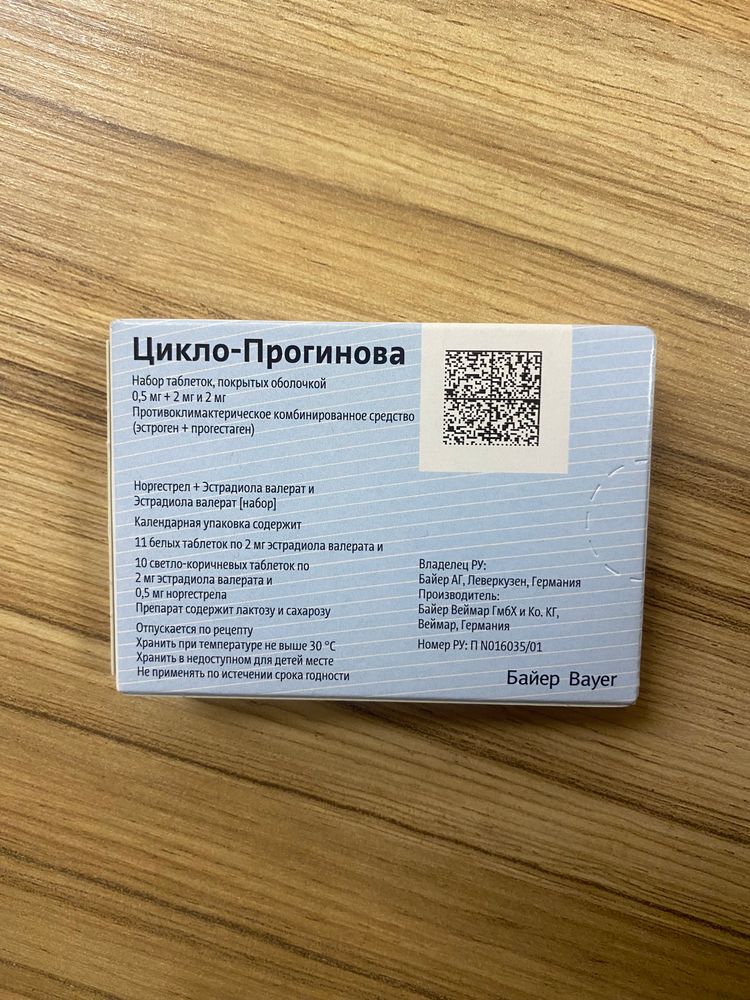 Цикло-Прогинова
Набор таблеток, покрытых оболочкой
0,5 мг + 2 мг и 2 мг
Противоклимактерическое комбинированное средство
(эстроген + прогестаген)
Норгестрел + Эстрадиола валерат и
Эстрадиола валерат [набор]
Календарная упаковка содержит
11 белых таблеток по 2 мг эстрадиола валерата и
10 светло-коричневых таблеток по
2 мг эстрадиола валерата и
0,5 мг норгестрела
Препарат содержит лактозу и сахарозу
Отпускается по рецепту
Хранить при температуре не выше 30 °C
Хранить в недоступном для детей месте
Не применять по истечении срока годности
Владелец РУ:
Байер АГ, Леверкузен, Германия
Производитель:
Байер Веймар ГмбХ и Ко. КГ,
Веймар, Германия
Номер РУ: П N016035/01
Байер Bayer